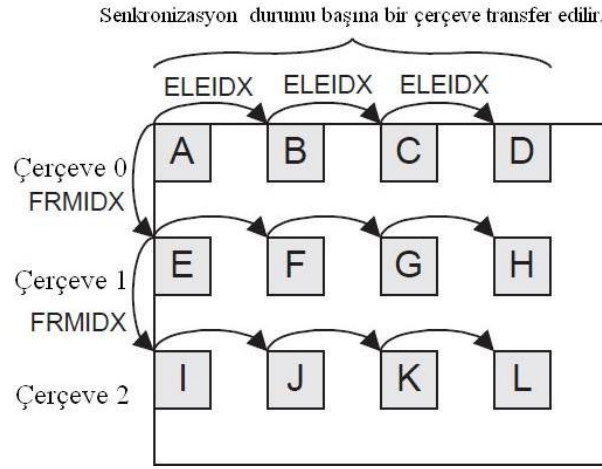 Senkronizasyon durumu başına bir çerçeve transfer edilir.
ELEIDX ELEIDX ELEIDX
A B C D
Çerçeve 0
FRMIDX
E F G H
Çerçeve 1
FRMIDX
I J K L
Çerçeve 2